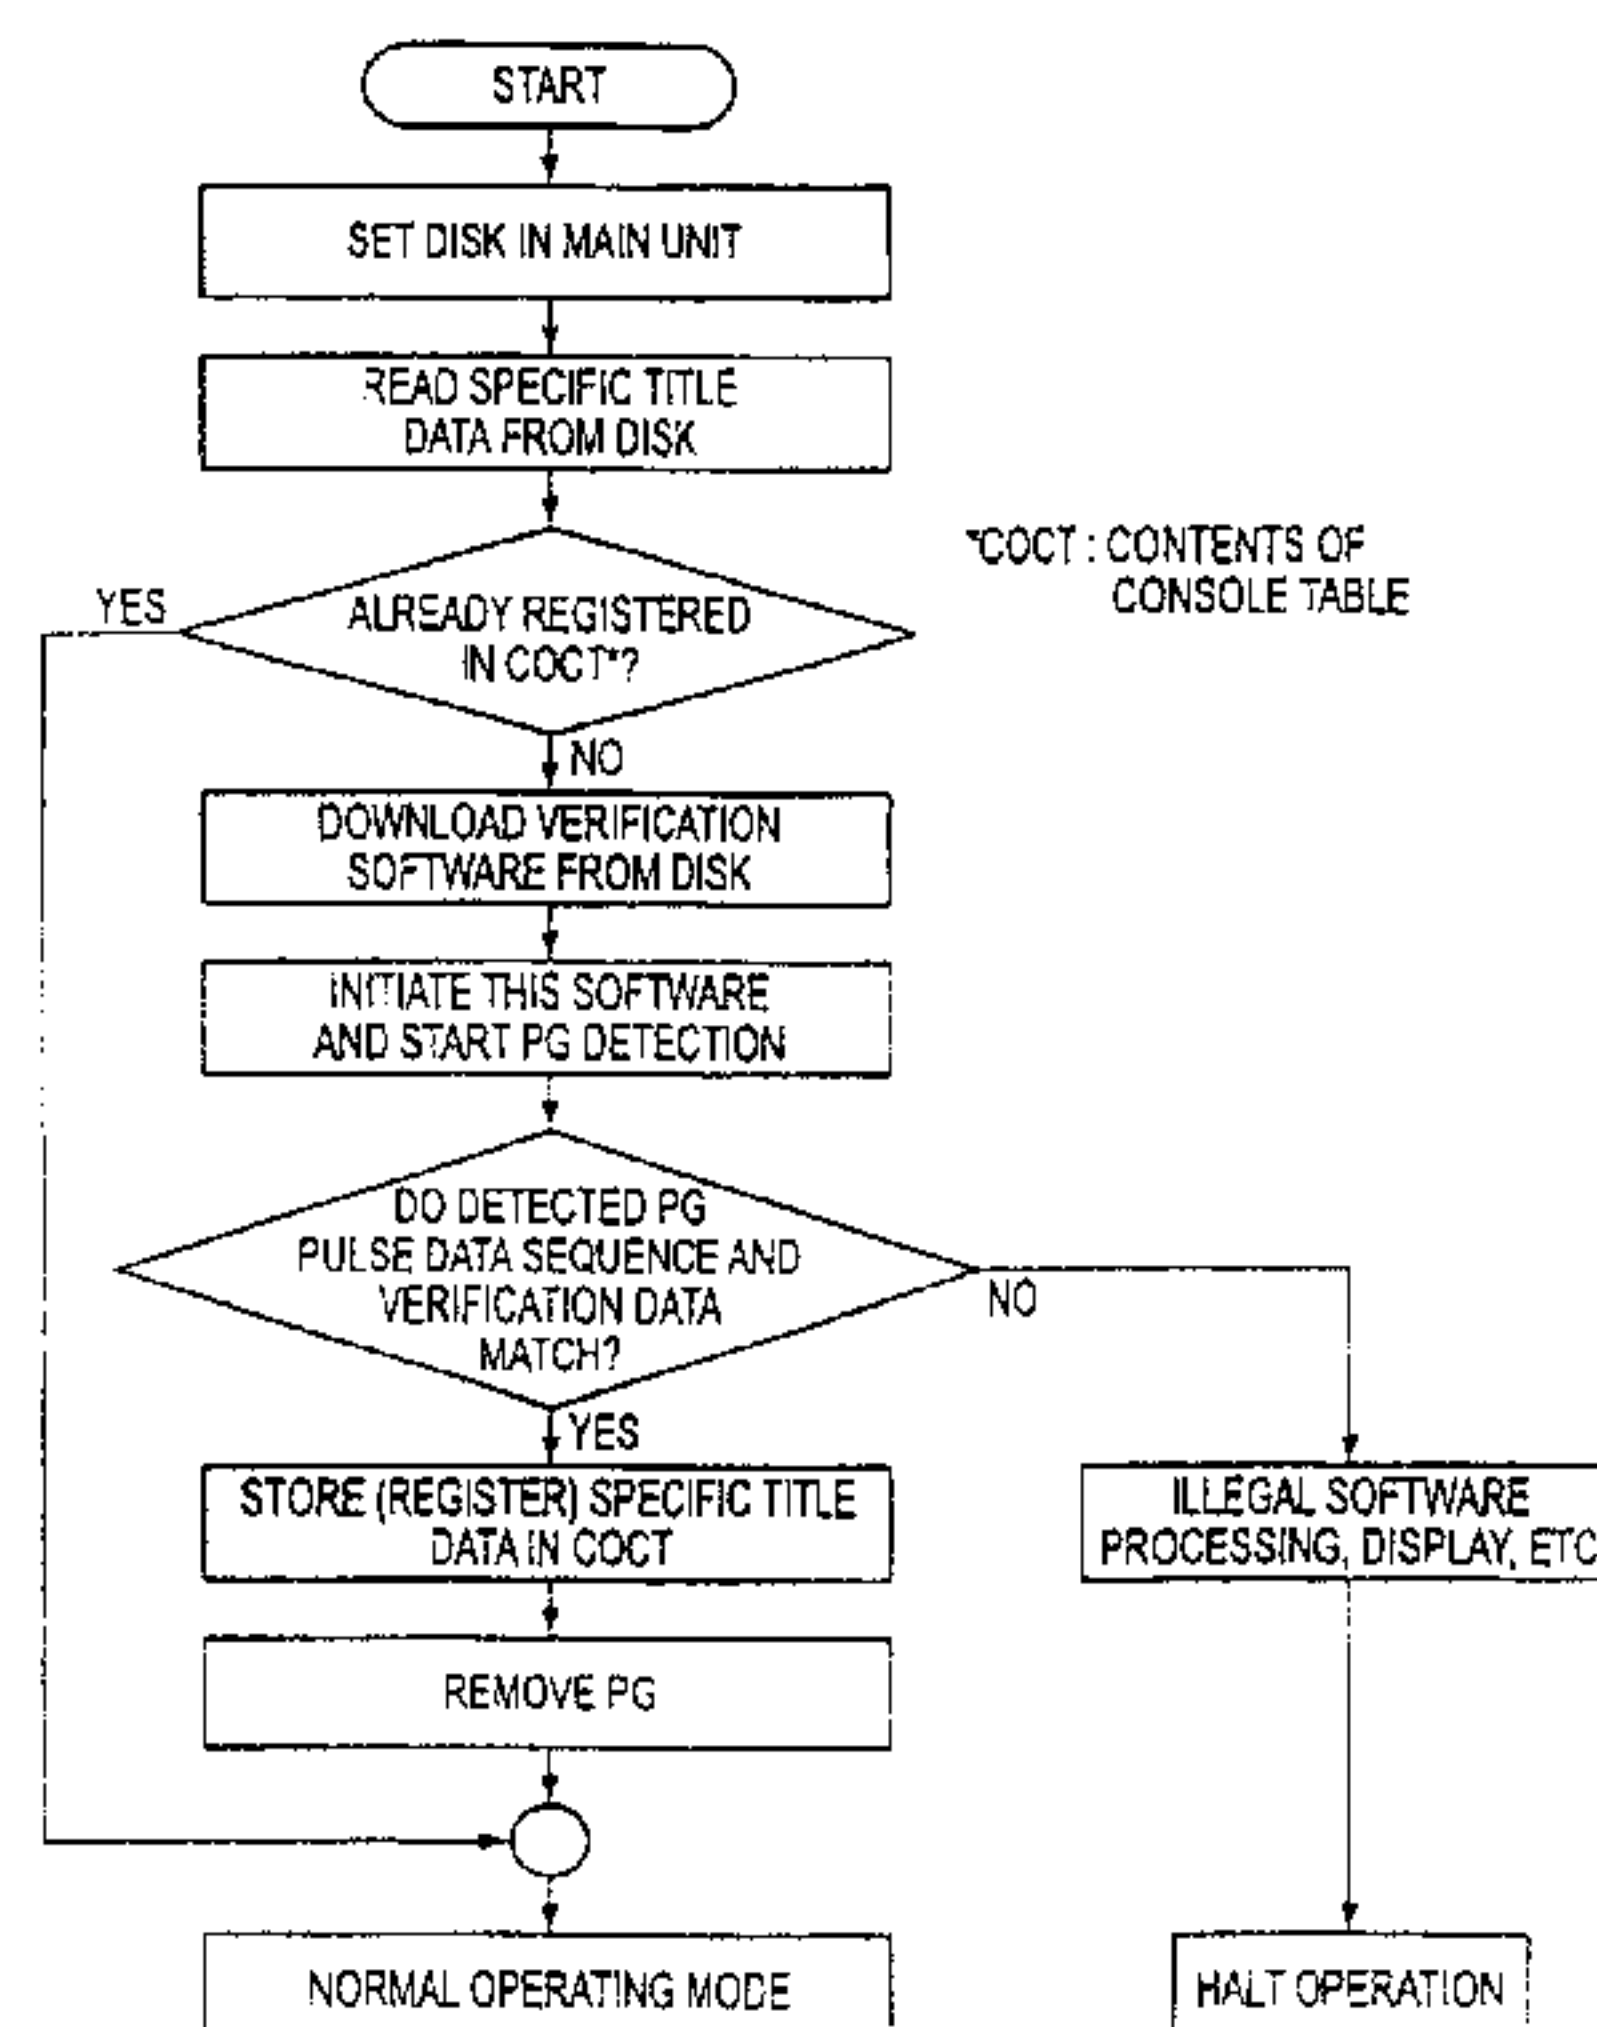 START
SET DISK IN MAIN UNIT
READ SPECIFIC TITLE
DATA FROM DISK
*COCT : CONTENTS OF
CONSOLE TABLE
YES
ALREADY REGISTERED
IN COCT*?
NO
DOWNLOAD VERIFICATION
SOFTWARE FROM DISK
INITIATE THIS SOFTWARE
AND START PG DETECTION
DO DETECTED PG
PULSE DATA SEQUENCE AND
VERIFICATION DATA
MATCH?
NO
YES
STORE (REGISTER) SPECIFIC TITLE
DATA IN COCT
ILLEGAL SOFTWARE
PROCESSING, DISPLAY, ETC
REMOVE PG
NORMAL OPERATING MODE
HALT OPERATION